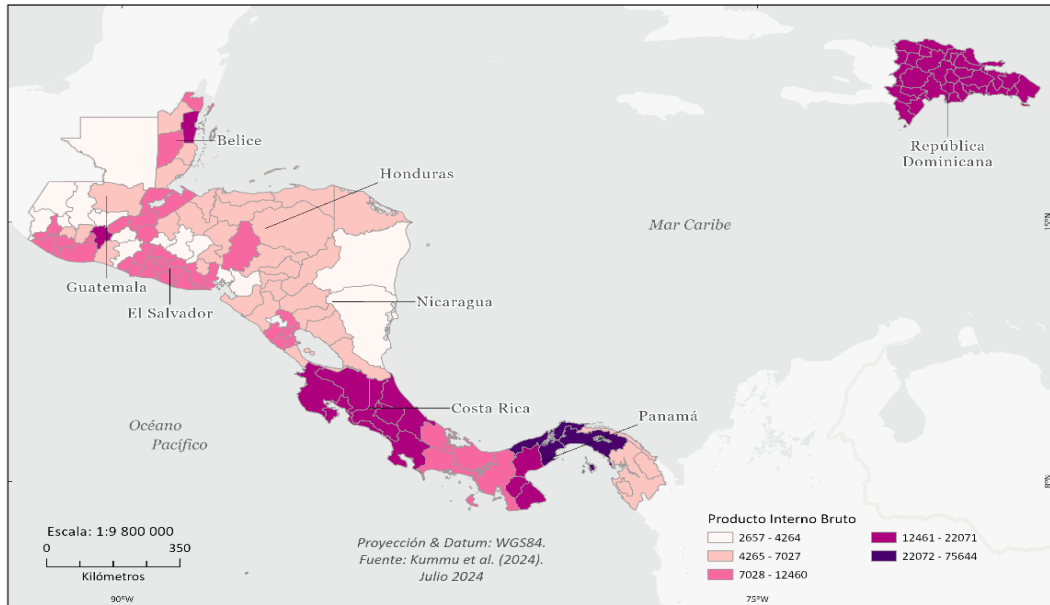 Belice
Honduras
República
Dominicana
Mar Caribe
15°N
Guatemala
El Salvador
Nicaragua
Costa Rica
Panamá
Océano
Pacífico
8°N
Escala: 1:9 800 000
0 350
Kilómetros
Proyección & Datum: WGS84.
Fuente: Kummu et al. (2024).
Julio 2024
Producto Interno Bruto
2657 - 4264
4265 - 7027
7028 - 12460
12461 - 22071
22072 - 75644
90°W
75°W